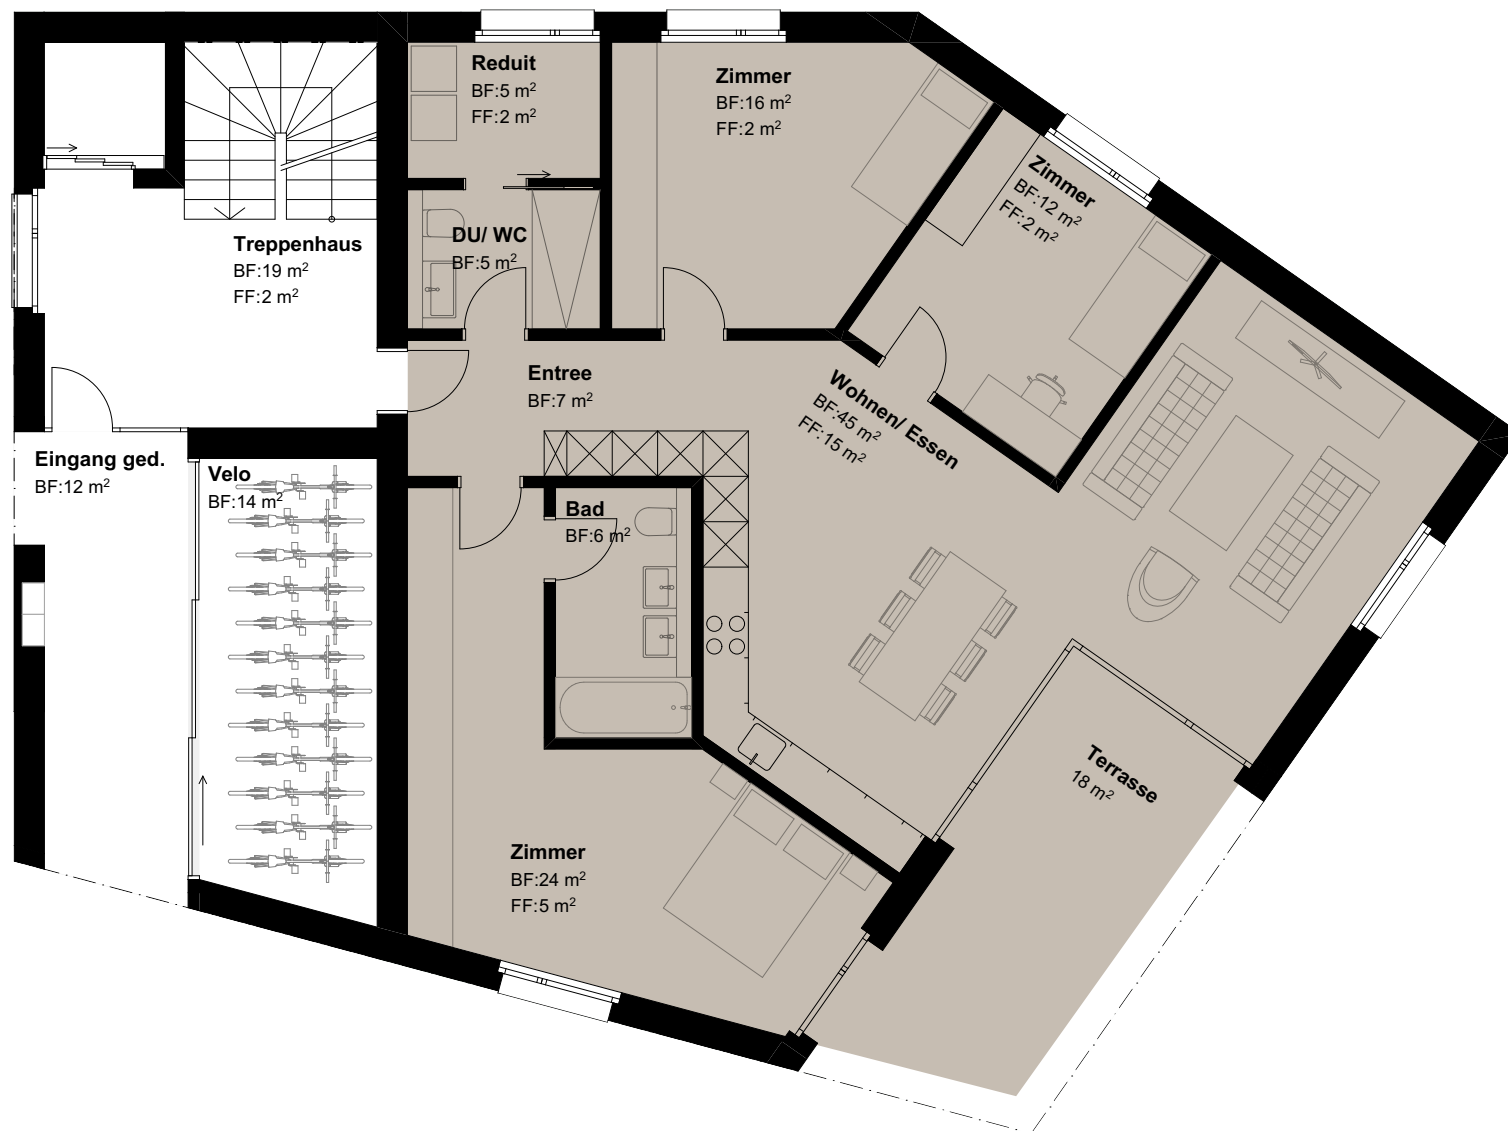 Reduit
BF:5 m²
FF:2 m²
Zimmer
BF:16 m²
FF:2 m²
Zimmer
BF:12 m²
FF:2 m²
Treppenhaus
BF:19 m²
FF:2 m²
DU/ WC
BF:5 m²
Entree
BF:7 m²
Wohnen/ Essen
BF:45 m²
FF:15 m²
Eingang ged.
BF:12 m²
Velo
BF:14 m²
Bad
BF:6 m²
Terrasse
18 m²
Zimmer
BF:24 m²
FF:5 m²